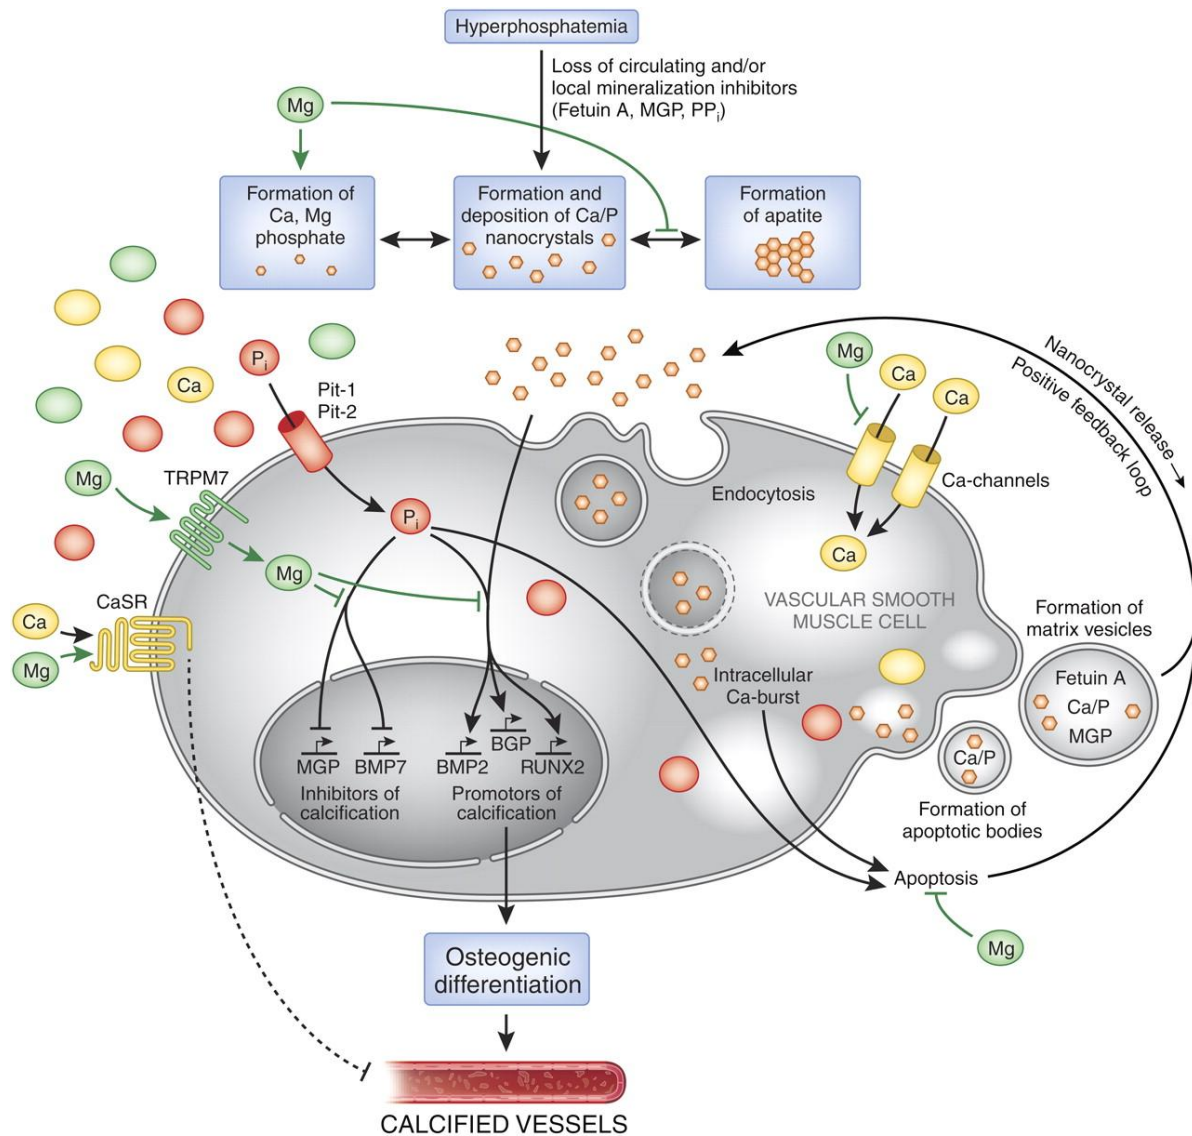 Hyperphosphatemia
Loss of circulating and/or
local mineralization inhibitors
(Fetuin A, MGP, PPi)
Mg
Formation of
Ca, Mg
phosphate
Formation and
deposition of Ca/P
nanocrystals
Formation
of apatite
Pi
Ca
Pit-1
Pit-2
Mg
Ca
Ca
Nanocrystal release
Positive feedback loop
Mg
TRPM7
Ca-channels
Endocytosis
Pi
Ca
Mg
CaSR
Ca
Mg
VASCULAR SMOOTH
MUSCLE CELL
Formation of
matrix vesicles
Fetuin A
Ca/P
MGP
Intracellular
Ca-burst
MGP
BMP7
BMP2
BGP
RUNX2
Inhibitors of
calcification
Promotors of
calcification
Ca/P
Formation of
apoptotic bodies
Apoptosis
Mg
Osteogenic
differentiation
CALCIFIED VESSELS